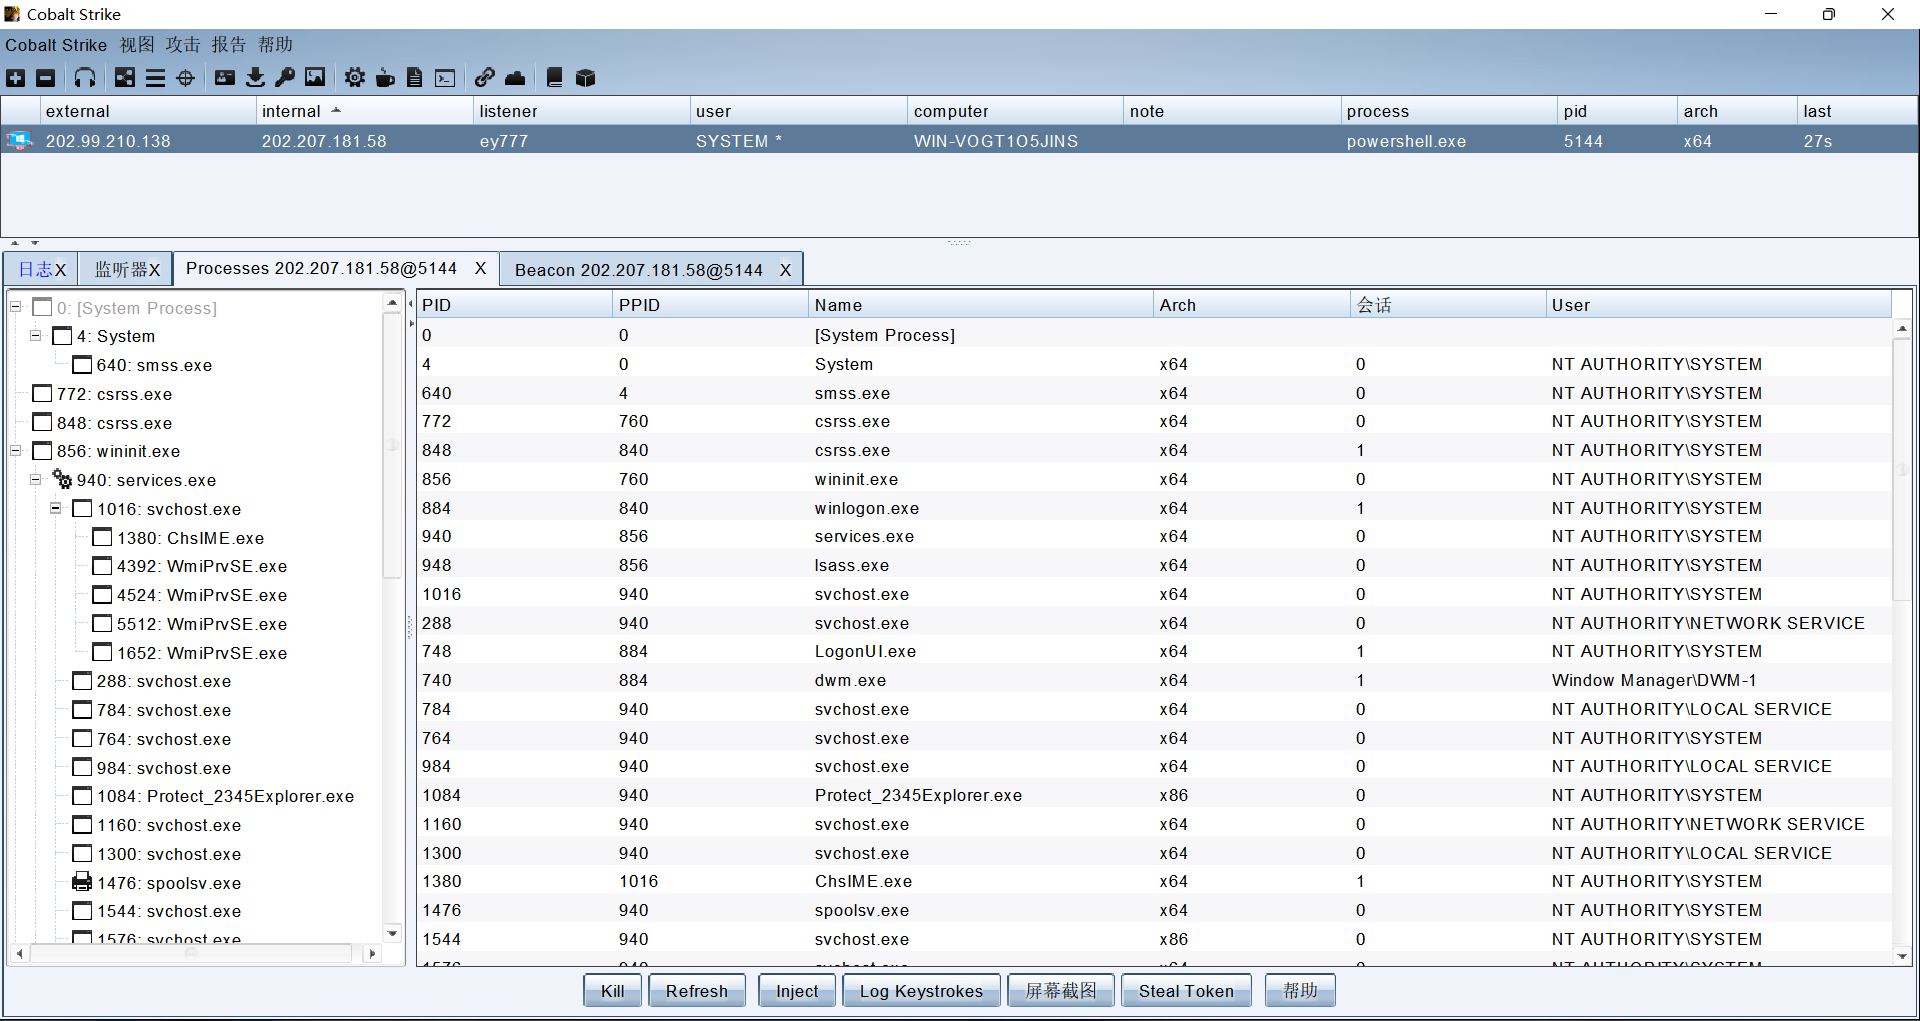 Cobalt Strike
Cobalt Strike 视图 攻击 报告 帮助
external internal listener user computer note process pid arch last
202.99.210.138 202.207.181.58 ey777 SYSTEM * WIN-VOGT1O5JINS powershell.exe 5144 x64 27s
日志 X 监听器 X Processes 202.207.181.58@5144 X Beacon 202.207.181.58@5144 X
0: [System Process]
4: System
640: smss.exe
772: csrss.exe
848: csrss.exe
856: wininit.exe
940: services.exe
1016: svchost.exe
1380: ChsIME.exe
4392: WmiPrvSE.exe
4524: WmiPrvSE.exe
5512: WmiPrvSE.exe
1652: WmiPrvSE.exe
288: svchost.exe
784: svchost.exe
764: svchost.exe
984: svchost.exe
1084: Protect_2345Explorer.exe
1160: svchost.exe
1300: svchost.exe
1476: spoolsv.exe
1544: svchost.exe
1576: svchost.exe
PID PPID Name Arch 会话 User
0 0 [System Process]
4 0 System x64 0 NT AUTHORITY\SYSTEM
640 4 smss.exe x64 0 NT AUTHORITY\SYSTEM
772 760 csrss.exe x64 0 NT AUTHORITY\SYSTEM
848 840 csrss.exe x64 1 NT AUTHORITY\SYSTEM
856 760 wininit.exe x64 0 NT AUTHORITY\SYSTEM
884 840 winlogon.exe x64 1 NT AUTHORITY\SYSTEM
940 856 services.exe x64 0 NT AUTHORITY\SYSTEM
948 856 lsass.exe x64 0 NT AUTHORITY\SYSTEM
1016 940 svchost.exe x64 0 NT AUTHORITY\SYSTEM
288 940 svchost.exe x64 0 NT AUTHORITY\NETWORK SERVICE
748 884 LogonUI.exe x64 1 NT AUTHORITY\SYSTEM
740 884 dwm.exe x64 1 Window Manager\DWM-1
784 940 svchost.exe x64 0 NT AUTHORITY\LOCAL SERVICE
764 940 svchost.exe x64 0 NT AUTHORITY\SYSTEM
984 940 svchost.exe x64 0 NT AUTHORITY\LOCAL SERVICE
1084 940 Protect_2345Explorer.exe x86 0 NT AUTHORITY\SYSTEM
1160 940 svchost.exe x64 0 NT AUTHORITY\NETWORK SERVICE
1300 940 svchost.exe x64 0 NT AUTHORITY\LOCAL SERVICE
1380 1016 ChsIME.exe x64 1 NT AUTHORITY\SYSTEM
1476 940 spoolsv.exe x64 0 NT AUTHORITY\SYSTEM
1544 940 svchost.exe x86 0 NT AUTHORITY\SYSTEM
Kill Refresh Inject Log Keystrokes 屏幕截图 Steal Token 帮助